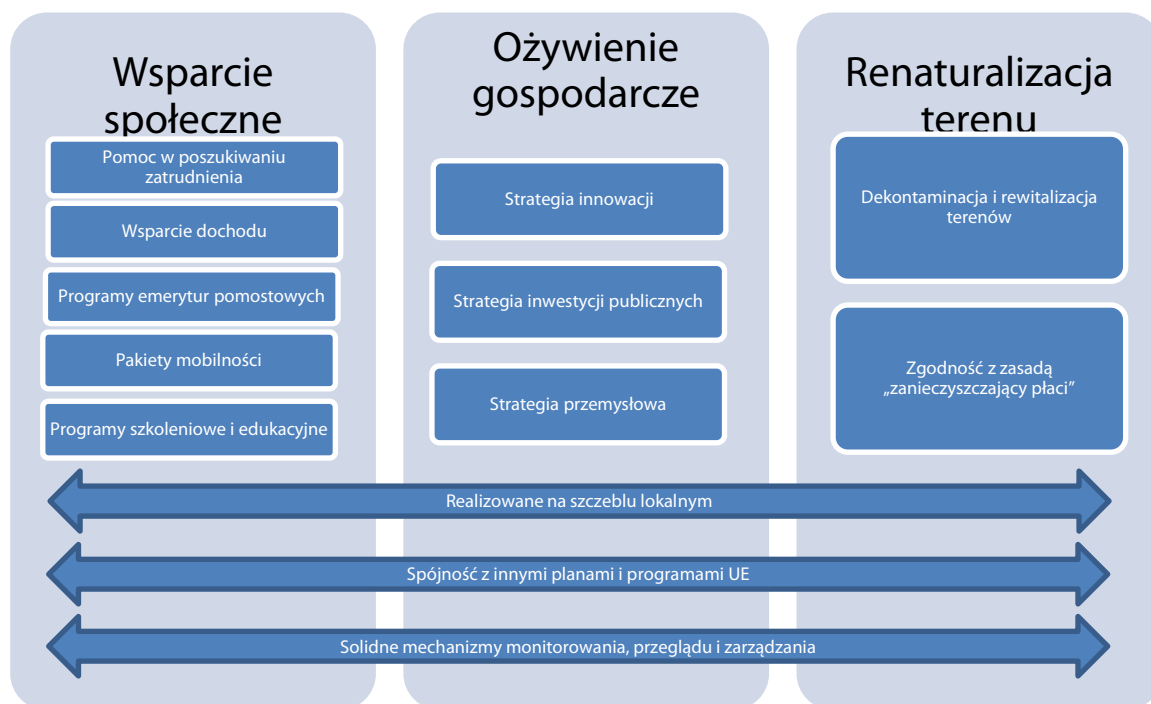 Wsparcie
społeczne
Pomoc w poszukiwaniu
zatrudnienia
Wsparcie dochodu
Programy emerytur pomostowych
Pakiety mobilności
Programy szkoleniowe i edukacyjne
Ożywienie
gospodarcze
Strategia innowacji
Strategia inwestycji publicznych
Strategia przemysłowa
Renaturalizacja
terenu
Dekontaminacja i rewitalizacja
terenów
Zgodność z zasadą
„zanieczyszczający płaci”
Realizowane na szczeblu lokalnym
Spójność z innymi planami i programami UE
Solidne mechanizmy monitorowania, przeglądu i zarządzania